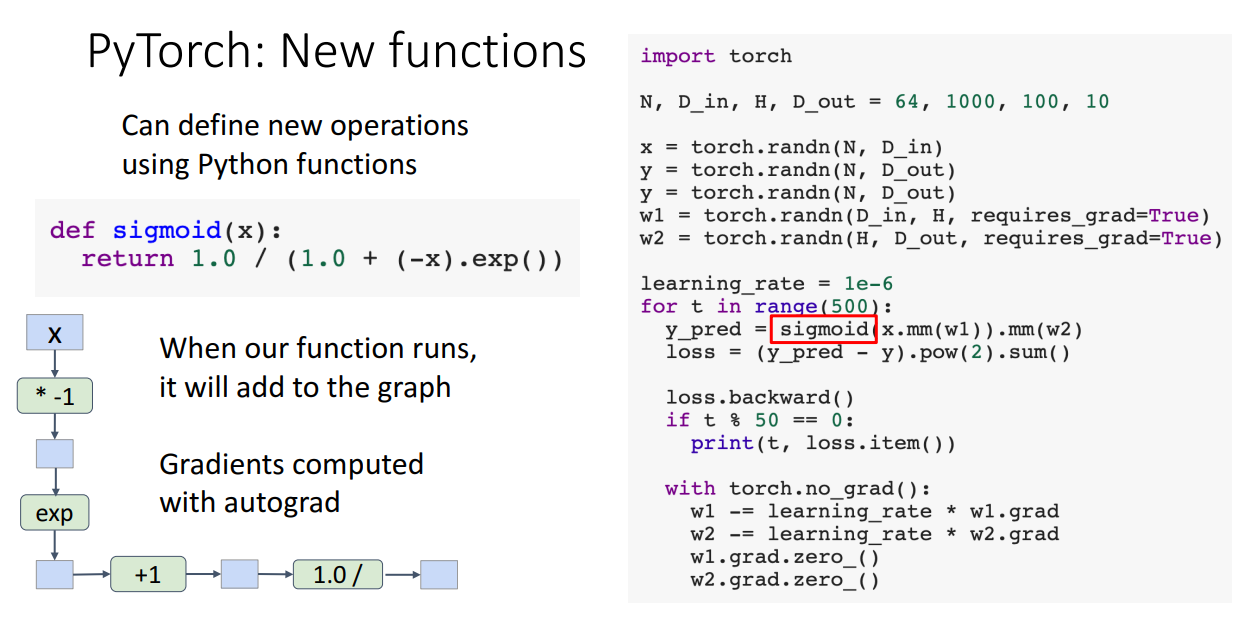 PyTorch: New functions
Can define new operations
using Python functions
def sigmoid(x):
  return 1.0 / (1.0 + (-x).exp())
x
* -1
exp
+1
1.0 /
When our function runs,
it will add to the graph
Gradients computed
with autograd
import torch
N, D_in, H, D_out = 64, 1000, 100, 10
x = torch.randn(N, D_in)
y = torch.randn(N, D_out)
y = torch.randn(N, D_out)
w1 = torch.randn(D_in, H, requires_grad=True)
w2 = torch.randn(H, D_out, requires_grad=True)
learning_rate = 1e-6
for t in range(500):
  y_pred = sigmoid(x.mm(w1)).mm(w2)
  loss = (y_pred - y).pow(2).sum()
  loss.backward()
  if t % 50 == 0:
    print(t, loss.item())
  with torch.no_grad():
    w1 -= learning_rate * w1.grad
    w2 -= learning_rate * w2.grad
    w1.grad.zero_()
    w2.grad.zero_()